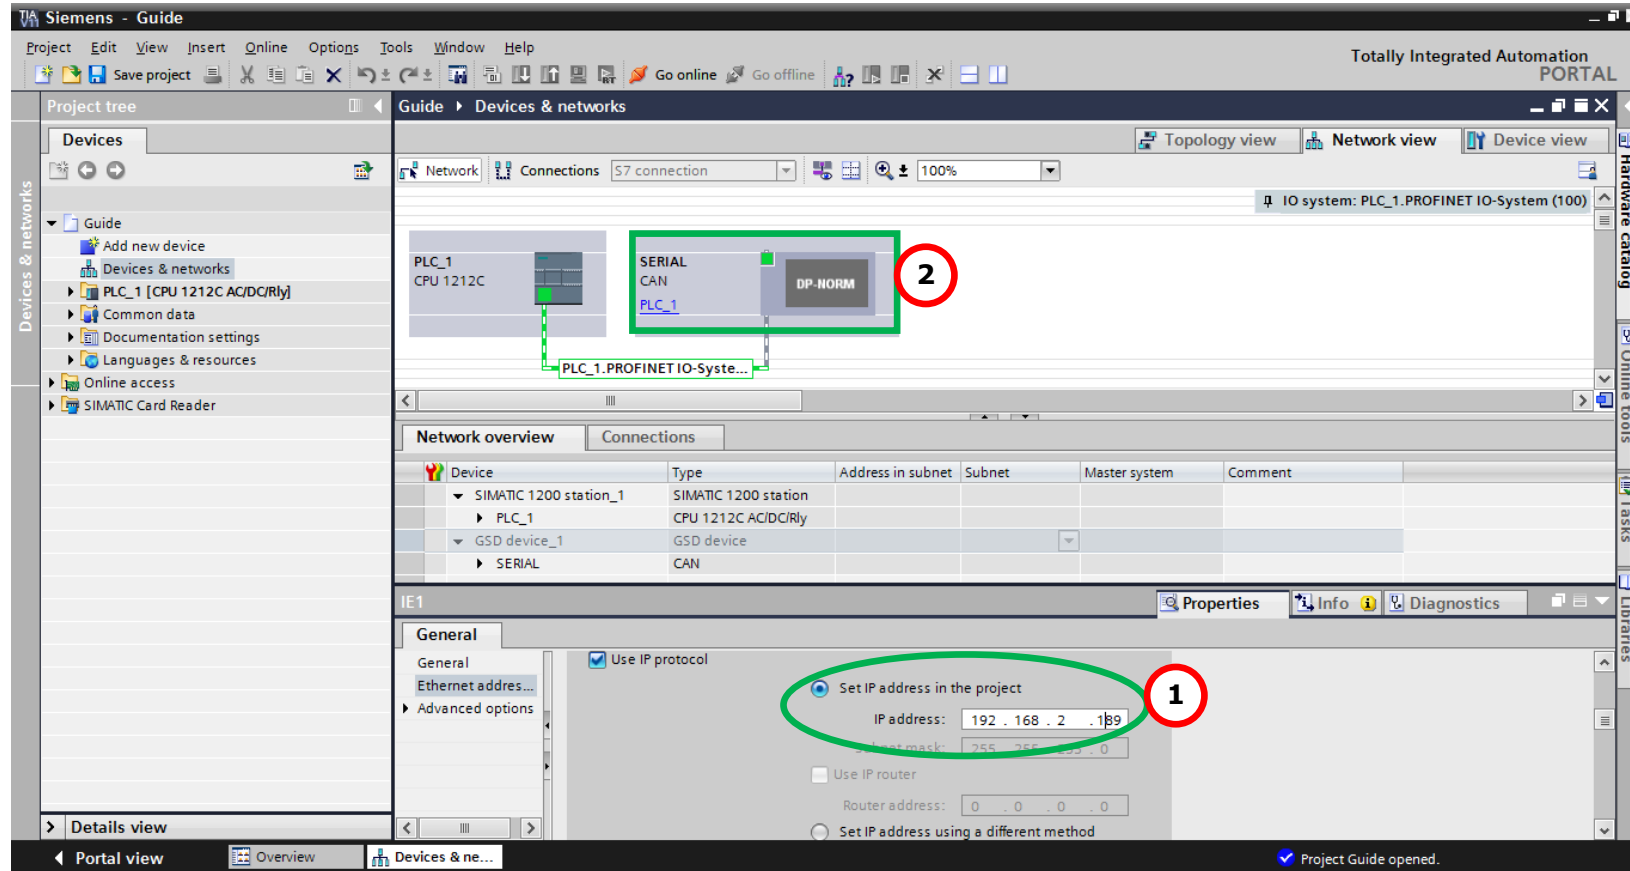 TIA V11 Siemens - Guide
Project Edit View Insert Online Options Tools Window Help
Totally Integrated Automation
PORTAL
Save project Go online Go offline
Project tree
Guide Devices & networks
Devices
Topology view Network view Device view
Network Connections S7 connection 100%
IO system: PLC_1.PROFINET IO-System (100)
Guide
Add new device
Devices & networks
PLC_1 [CPU 1212C AC/DC/Rly]
Common data
Documentation settings
Languages & resources
Online access
SIMATIC Card Reader
Devices & networks
PLC_1
CPU 1212C
SERIAL
CAN
PLC_1
DP-NORM
2
PLC_1.PROFINET IO-Syste...
Network overview Connections
Device Type Address in subnet Subnet Master system Comment
SIMATIC 1200 station_1 SIMATIC 1200 station
PLC_1 CPU 1212C AC/DC/Rly
GSD device_1 GSD device
SERIAL CAN
IE1
Properties Info Diagnostics
General
General
Ethernet addres...
Advanced options
Use IP protocol
Set IP address in the project
IP address: 192 . 168 . 2 .189
1
Subnet mask: 255 . 255 . 255 . 0
Use IP router
Router address: 0 . 0 . 0 . 0
Set IP address using a different method
Hardware catalog
Online tools
Tasks
Libraries
Details view
Portal view Overview Devices & ne...
Project Guide opened.